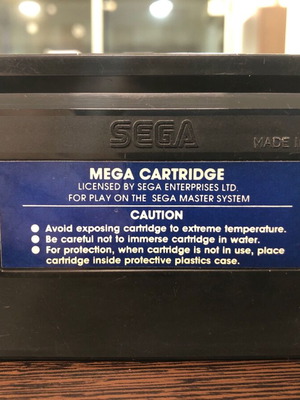 SEGA
MADE
MEGA CARTRIDGE
LICENSED BY SEGA ENTERPRISES LTD.
FOR PLAY ON THE SEGA MASTER SYSTEM
CAUTION
● Avoid exposing cartridge to extreme temperature.
● Be careful not to immerse cartridge in water.
● For protection, when cartridge is not in use, place
cartridge inside protective plastics case.